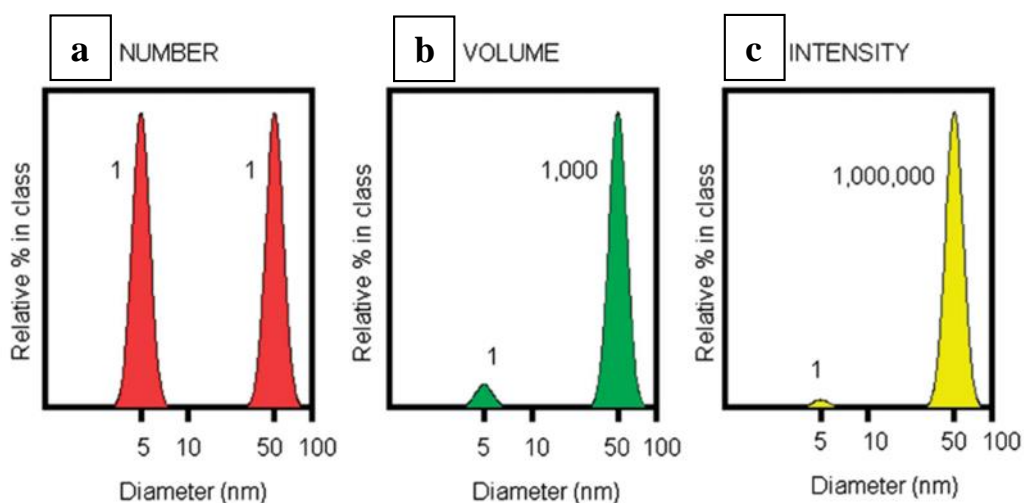 a NUMBER
1
1
Relative % in class
5 10 50 100
Diameter (nm)
b VOLUME
1,000
1
Relative % in class
5 10 50 100
Diameter (nm)
c INTENSITY
1,000,000
1
Relative % in class
5 10 50 100
Diameter (nm)